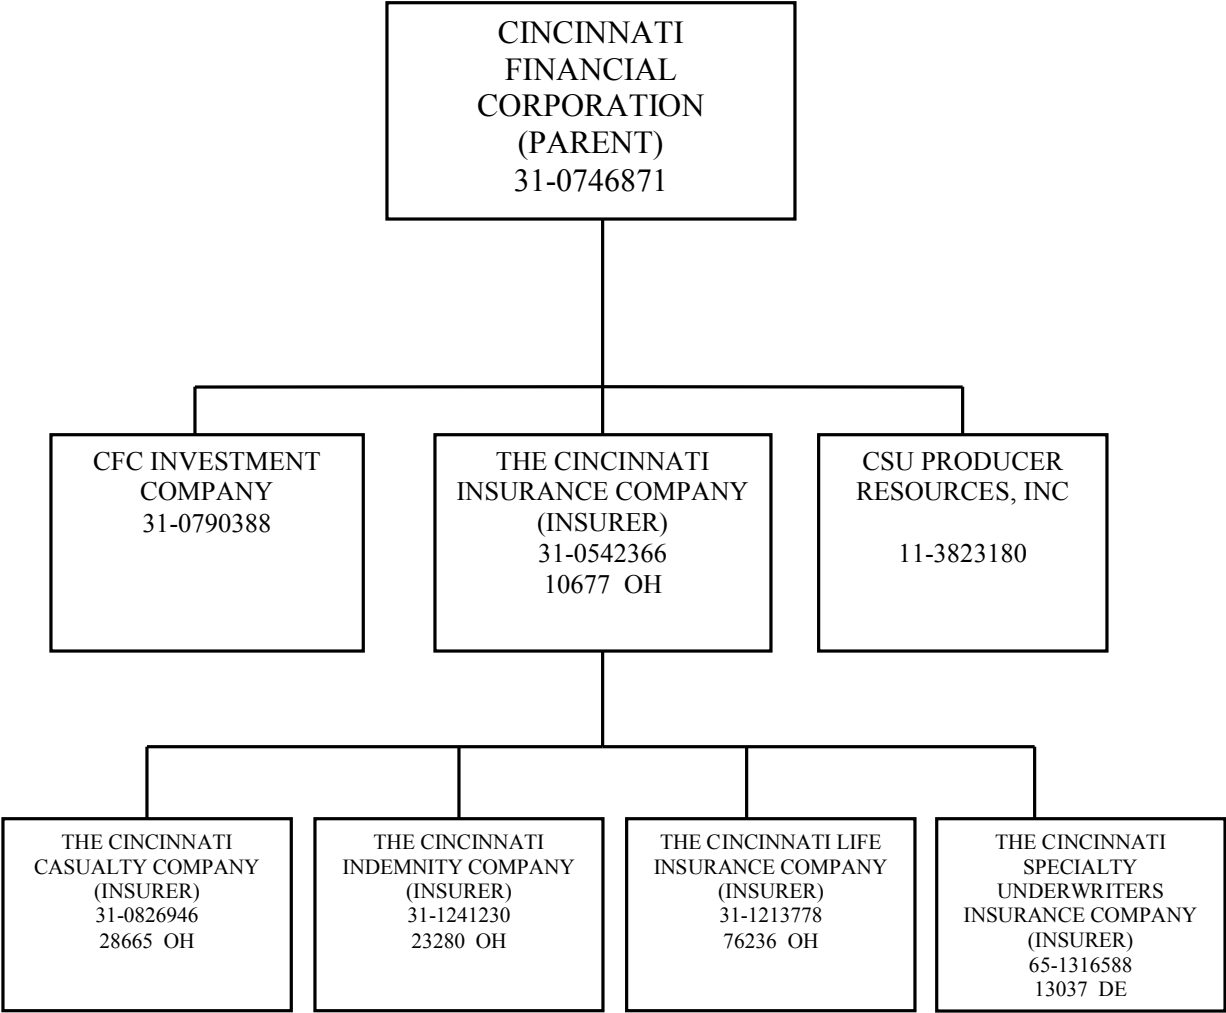 CINCINNATI
FINANCIAL
CORPORATION
(PARENT)
31-0746871
CFC INVESTMENT
COMPANY
31-0790388
THE CINCINNATI
INSURANCE COMPANY
(INSURER)
31-0542366
10677 OH
CSU PRODUCER
RESOURCES, INC
11-3823180
THE CINCINNATI
CASUALTY COMPANY
(INSURER)
31-0826946
28665 OH
THE CINCINNATI
INDEMNITY COMPANY
(INSURER)
31-1241230
23280 OH
THE CINCINNATI LIFE
INSURANCE COMPANY
(INSURER)
31-1213778
76236 OH
THE CINCINNATI
SPECIALTY
UNDERWRITERS
INSURANCE COMPANY
(INSURER)
65-1316588
13037 DE